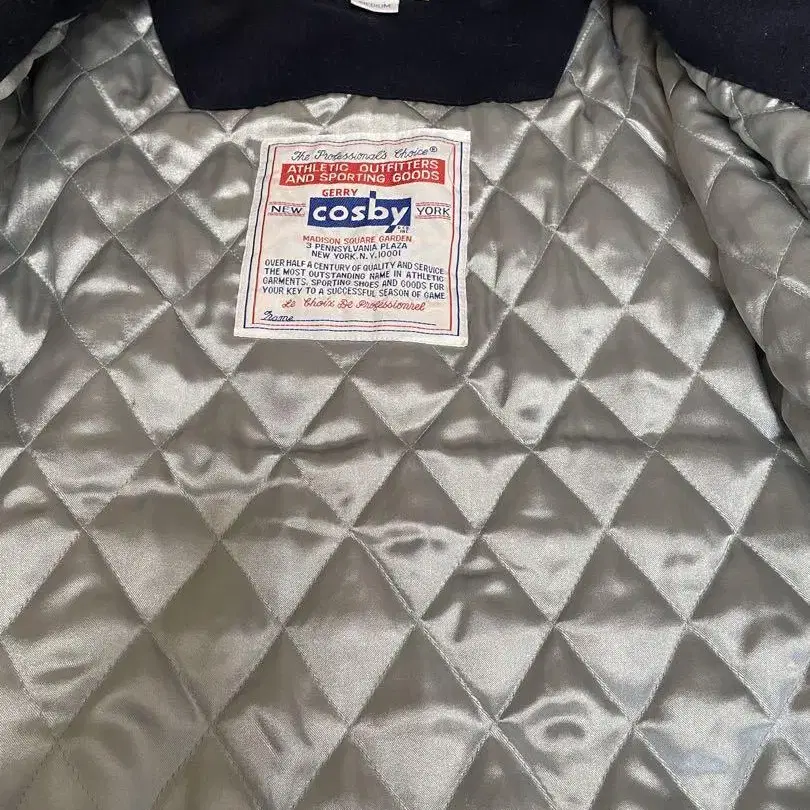 MEDIUM
The Professional's Choice®
ATHLETIC OUTFITTERS
AND SPORTING GOODS
GERRY
NEW cosby YORK
MADISON SQUARE GARDEN
3 PENNSYLVANIA PLAZA
NEW YORK, N.Y. 10001
OVER HALF A CENTURY OF QUALITY AND SERVICE
THE MOST OUTSTANDING NAME IN ATHLETIC
GARMENTS, SPORTING SHOES AND GOODS FOR
YOUR KEY TO A SUCCESSFUL SEASON OF GAME
Le Choix De Professionnel